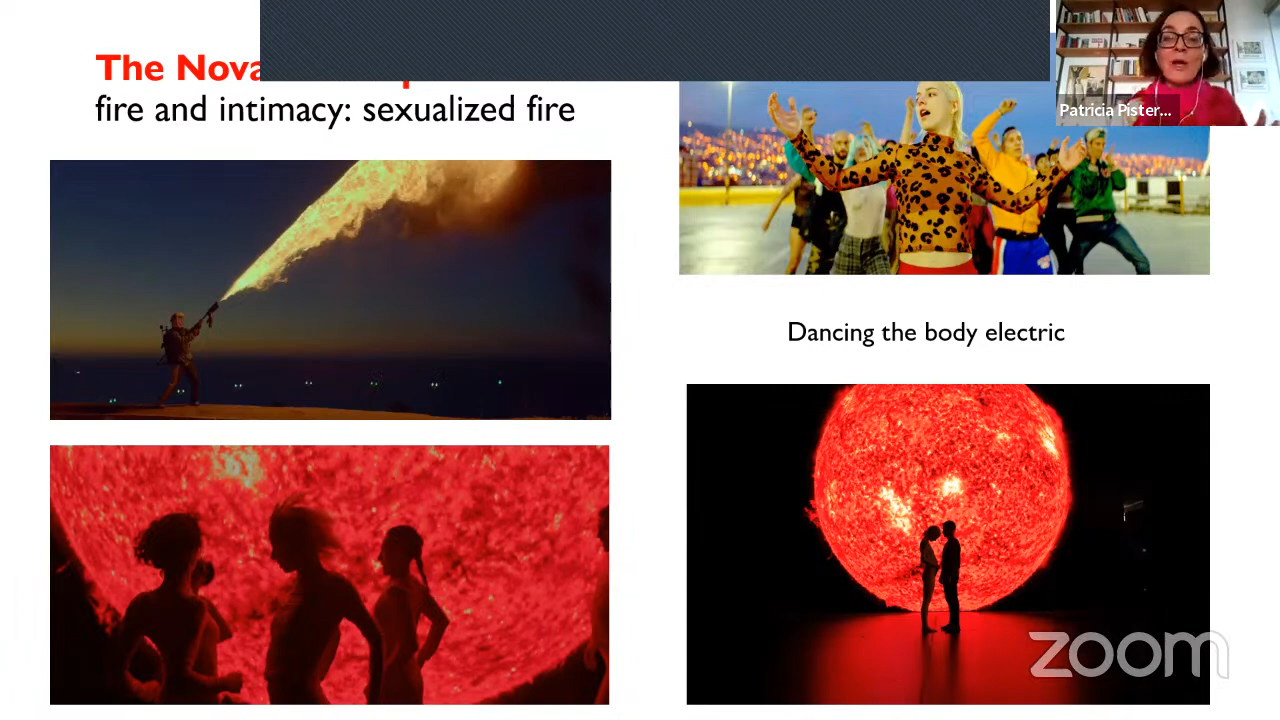 The Nova
fire and intimacy: sexualized fire
Patricia Pister...
Dancing the body electric
zoom